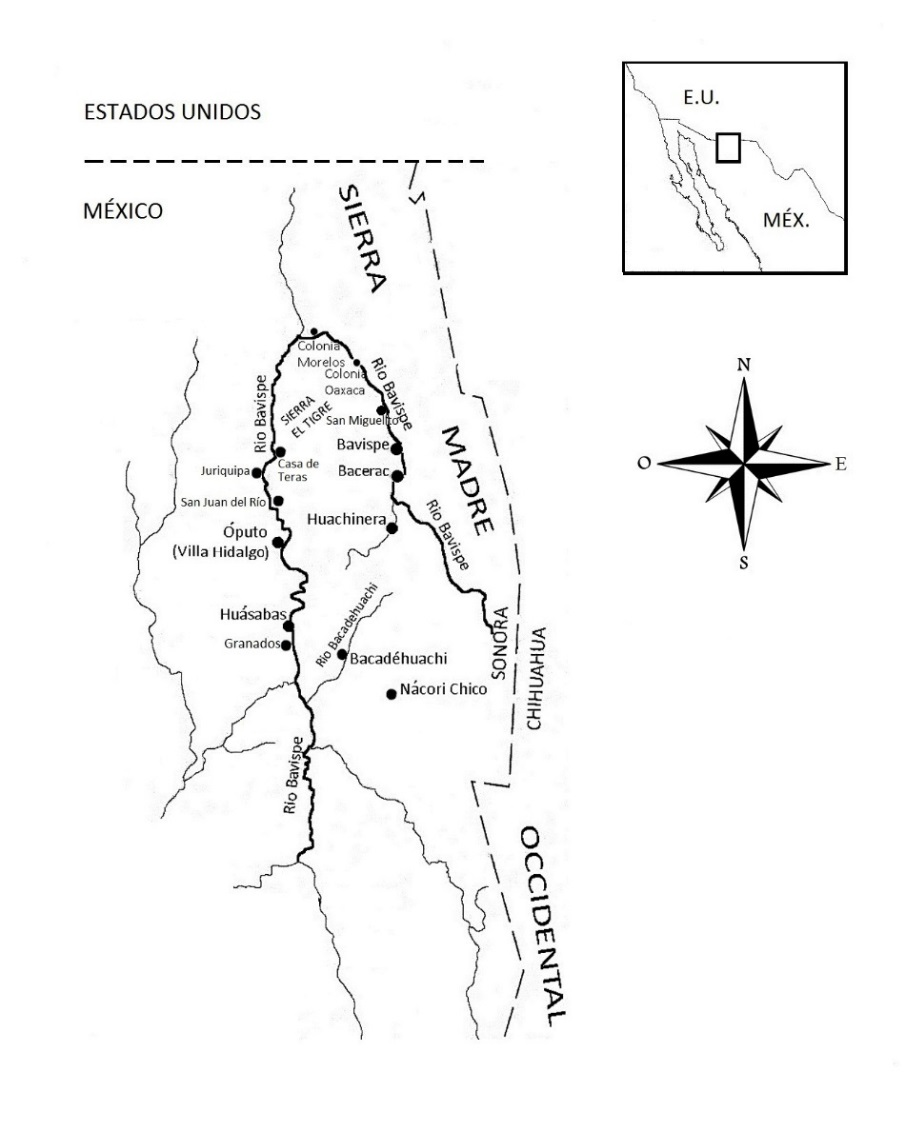 ESTADOS UNIDOS
MÉXICO
E.U.
MÉX.
SIERRA
MADRE
OCCIDENTAL
N
O
E
S
Colonia
Morelos
Colonia
Oaxaca
Río Bavispe
Río Bavispe
SIERRA
EL TIGRE
San Miguelito
Bavispe
Bacerac
Casa de
Teras
Juriquipa
San Juan del Río
Óputo
(Villa Hidalgo)
Huachinera
Río Bavispe
Huásabas
Granados
Río Bacadehuachi
Bacadéhuachi
Nácori Chico
SONORA
CHIHUAHUA
Río Bavispe